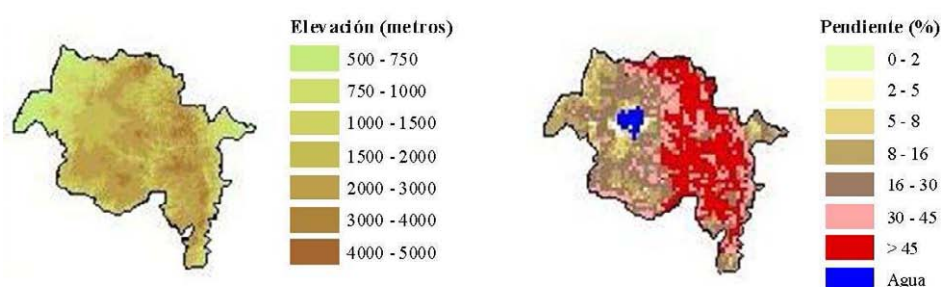 Elevación (metros)
500 - 750
750 - 1000
1000 - 1500
1500 - 2000
2000 - 3000
3000 - 4000
4000 - 5000
Pendiente (%)
0 - 2
2 - 5
5 - 8
8 - 16
16 - 30
30 - 45
> 45
Agua